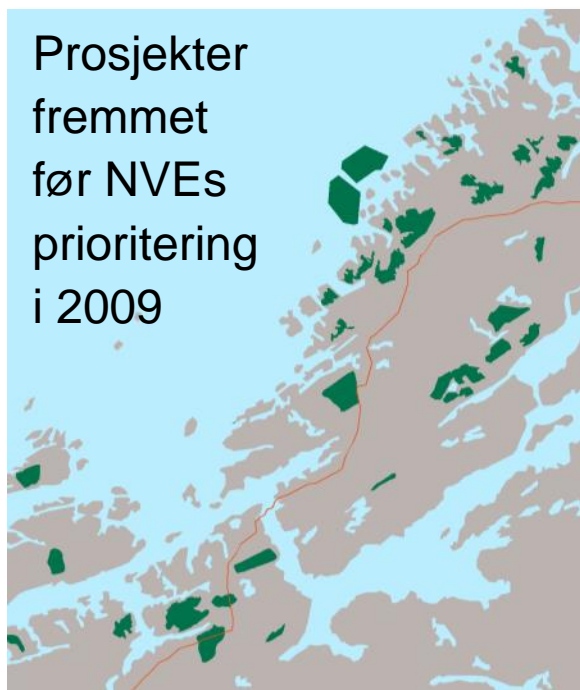 Prosjekter
fremmet
før NVEs
prioritering
i 2009